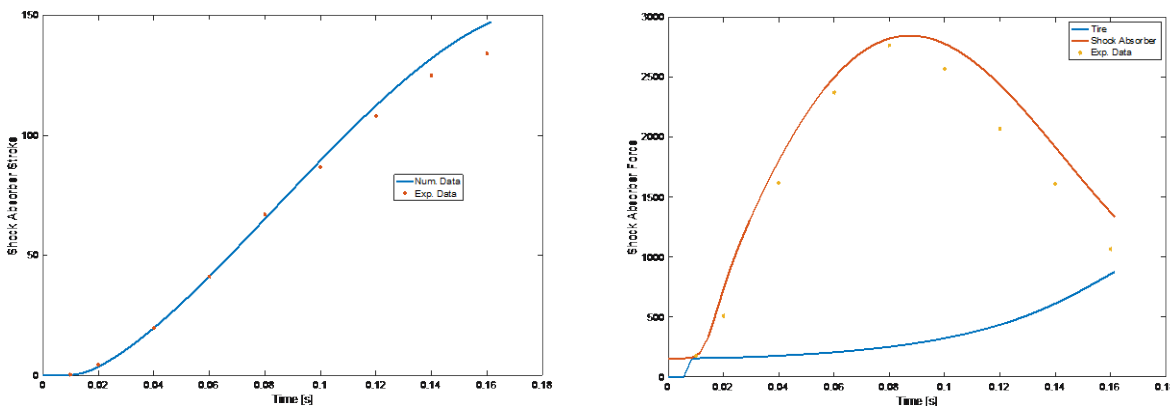 150
100
50
0
Shock Absorber Stroke
Num. Data
Exp. Data
0 0.02 0.04 0.06 0.08 0.1 0.12 0.14 0.16 0.18
Time [s]
3000
2500
2000
1500
1000
500
0
Shock Absorber Force
Tire
Shock Absorber
Exp. Data
0 0.02 0.04 0.06 0.08 0.1 0.12 0.14 0.16 0.18
Time [s]